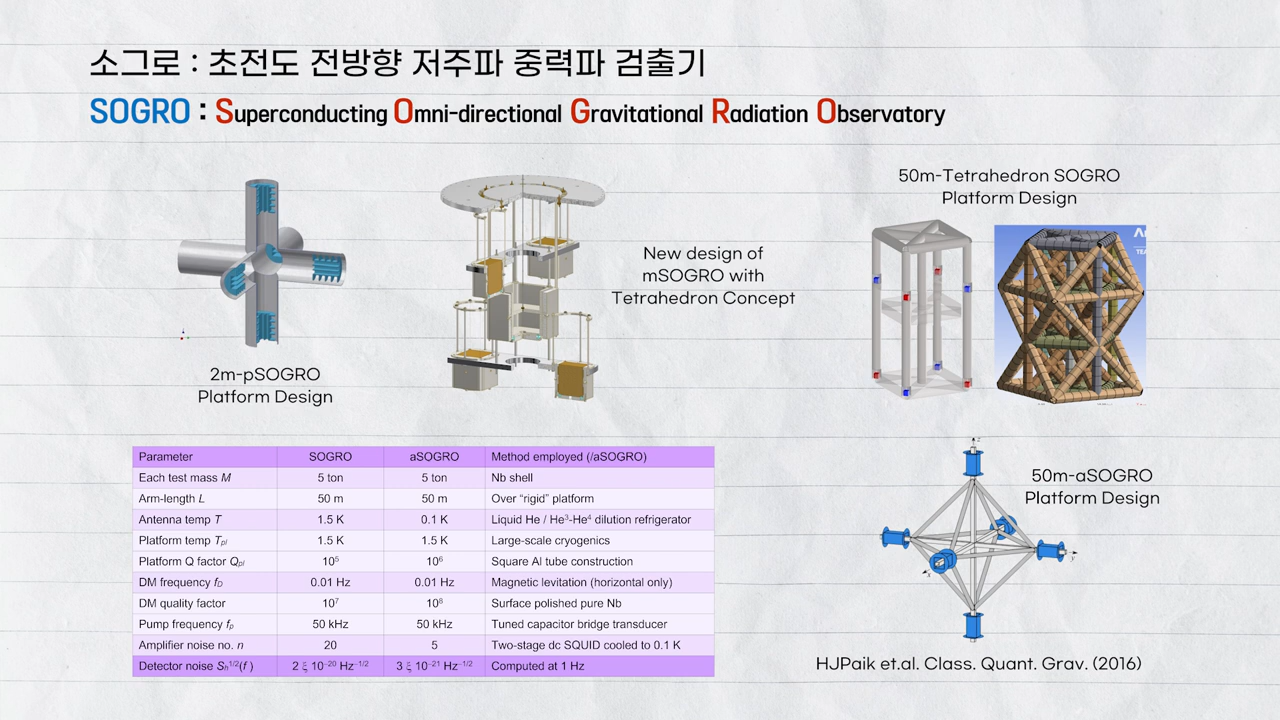 소그로 : 초전도 전방향 저주파 중력파 검출기
SOGRO : Superconducting Omni-directional Gravitational Radiation Observatory
2m-pSOGRO
Platform Design
New design of
mSOGRO with
Tetrahedron Concept
50m-Tetrahedron SOGRO
Platform Design
Parameter SOGRO aSOGRO Method employed (/aSOGRO)
Each test mass M 5 ton 5 ton Nb shell
Arm-length L 50 m 50 m Over “rigid” platform
Antenna temp T 1.5 K 0.1 K Liquid He / He³-He⁴ dilution refrigerator
Platform temp Tpl 1.5 K 1.5 K Large-scale cryogenics
Platform Q factor Qpl 10⁵ 10⁶ Square Al tube construction
DM frequency fD 0.01 Hz 0.01 Hz Magnetic levitation (horizontal only)
DM quality factor 10⁷ 10⁸ Surface polished pure Nb
Pump frequency fp 50 kHz 50 kHz Tuned capacitor bridge transducer
Amplifier noise no. n 20 5 Two-stage dc SQUID cooled to 0.1 K
Detector noise Sh¹/²(f ) 2 ξ 10⁻²⁰ Hz⁻¹/² 3 ξ 10⁻²¹ Hz⁻¹/² Computed at 1 Hz
z
y
x
50m-aSOGRO
Platform Design
HJPaik et.al. Class. Quant. Grav. (2016)